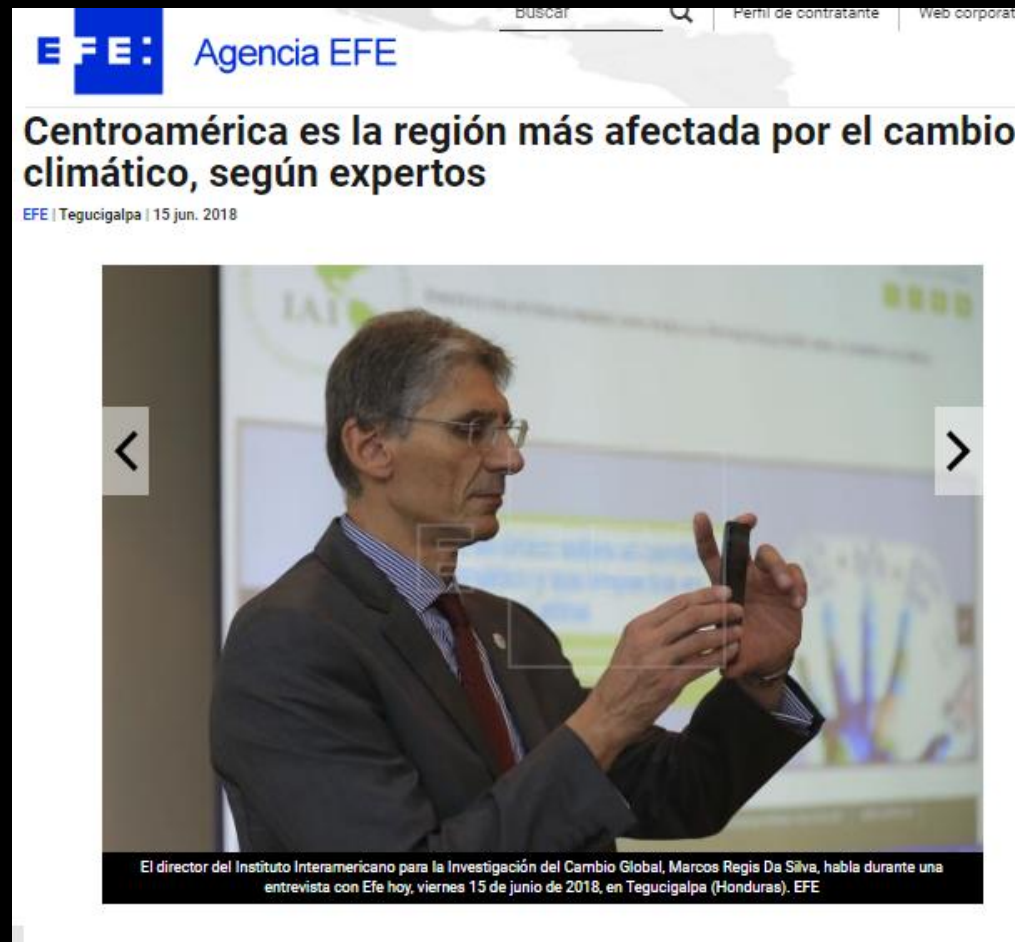 Buscar
Perfil de contratante
Web corporat
EFE:
Agencia EFE
Centroamérica es la región más afectada por el cambio
climático, según expertos
EFE | Tegucigalpa | 15 jun. 2018
IAI
El director del Instituto Interamericano para la Investigación del Cambio Global, Marcos Regis Da Silva, habla durante una
entrevista con Efe hoy, viernes 15 de junio de 2018, en Tegucigalpa (Honduras). EFE